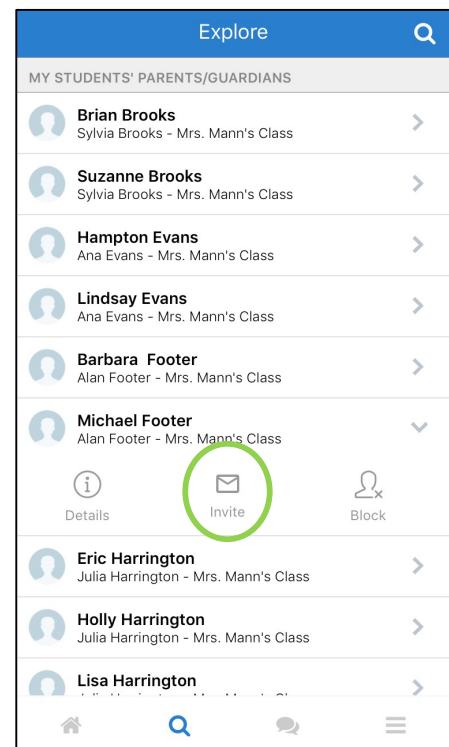 Explore
MY STUDENTS' PARENTS/GUARDIANS
Brian Brooks
Sylvia Brooks - Mrs. Mann's Class
Suzanne Brooks
Sylvia Brooks - Mrs. Mann's Class
Hampton Evans
Ana Evans - Mrs. Mann's Class
Lindsay Evans
Ana Evans - Mrs. Mann's Class
Barbara Footer
Alan Footer - Mrs. Mann's Class
Michael Footer
Alan Footer - Mrs. Mann's Class
Details Invite Block
Eric Harrington
Julia Harrington - Mrs. Mann's Class
Holly Harrington
Julia Harrington - Mrs. Mann's Class
Lisa Harrington